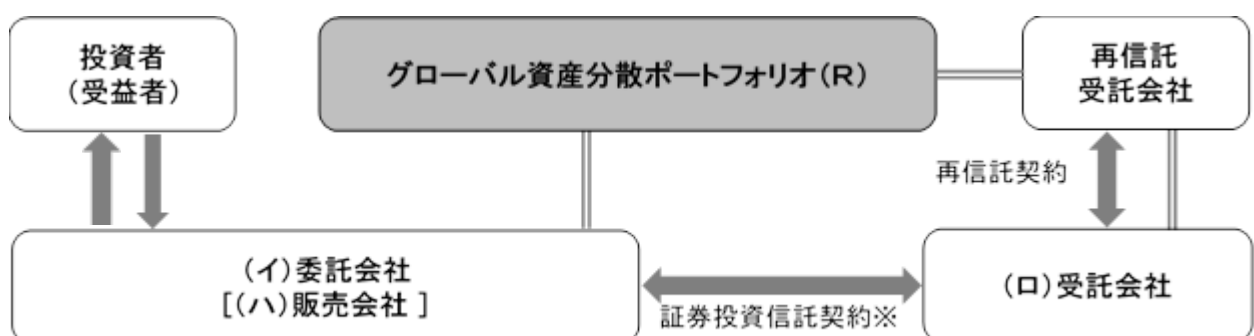 投資者
(受益者)
グローバル資産分散ポートフォリオ(R)
再信託
受託会社
再信託契約
(イ)委託会社
[(ハ)販売会社 ]
証券投資信託契約※
(ロ)受託会社